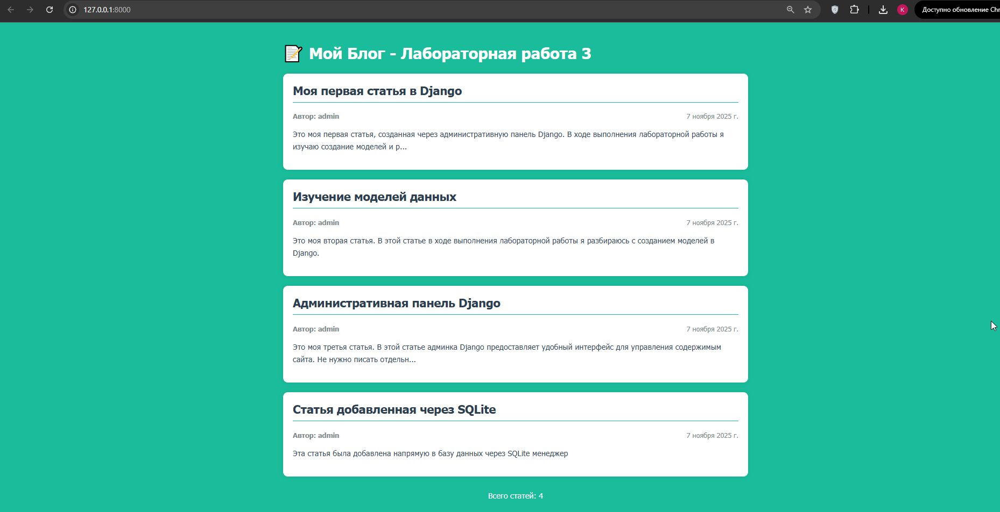 127.0.0.1:8000
K
Доступно обновление Chr
Мой Блог - Лабораторная работа 3
Моя первая статья в Django
Автор: admin
7 ноября 2025 г.
Это моя первая статья, созданная через административную панель Django. В ходе выполнения лабораторной работы я
изучаю создание моделей и р...
Изучение моделей данных
Автор: admin
7 ноября 2025 г.
Это моя вторая статья. В этой статье в ходе выполнения лабораторной работы я разбираюсь с созданием моделей в
Django.
Административная панель Django
Автор: admin
7 ноября 2025 г.
Это моя третья статья. В этой статье админка Django предоставляет удобный интерфейс для управления содержимым
сайта. Не нужно писать отдельн...
Статья добавленная через SQLite
Автор: admin
7 ноября 2025 г.
Эта статья была добавлена напрямую в базу данных через SQLite менеджер
Всего статей: 4